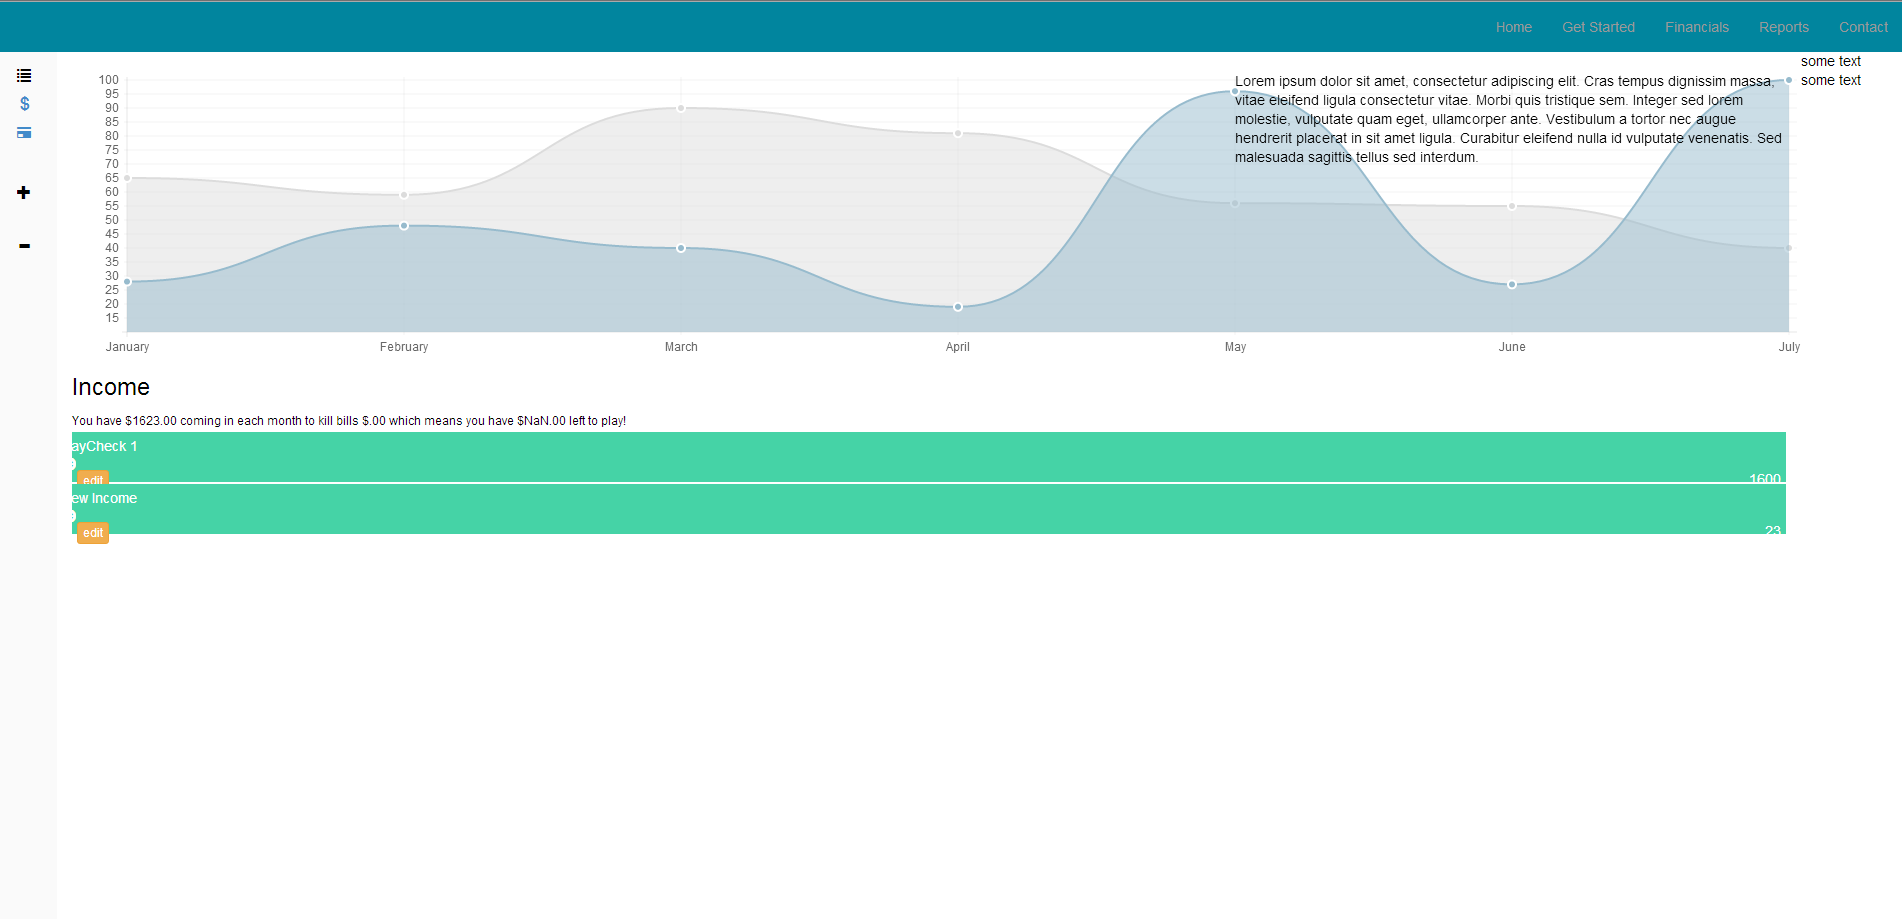 Home Get Started Financials Reports Contact
some text
some text
Lorem ipsum dolor sit amet, consectetur adipiscing elit. Cras tempus dignissim massa,
vitae eleifend ligula consectetur vitae. Morbi quis tristique sem. Integer sed lorem
molestie, vulputate quam eget, ullamcorper ante. Vestibulum a tortor nec augue
hendrerit placerat in sit amet ligula. Curabitur eleifend nulla id vulputate venenatis. Sed
malesuada sagittis tellus sed interdum.
100
95
90
85
80
75
70
65
60
55
50
45
40
35
30
25
20
15
January February March April May June July
Income
You have $1623.00 coming in each month to kill bills $.00 which means you have $NaN.00 left to play!
ayCheck 1
edit 1600
ew Income
edit 23